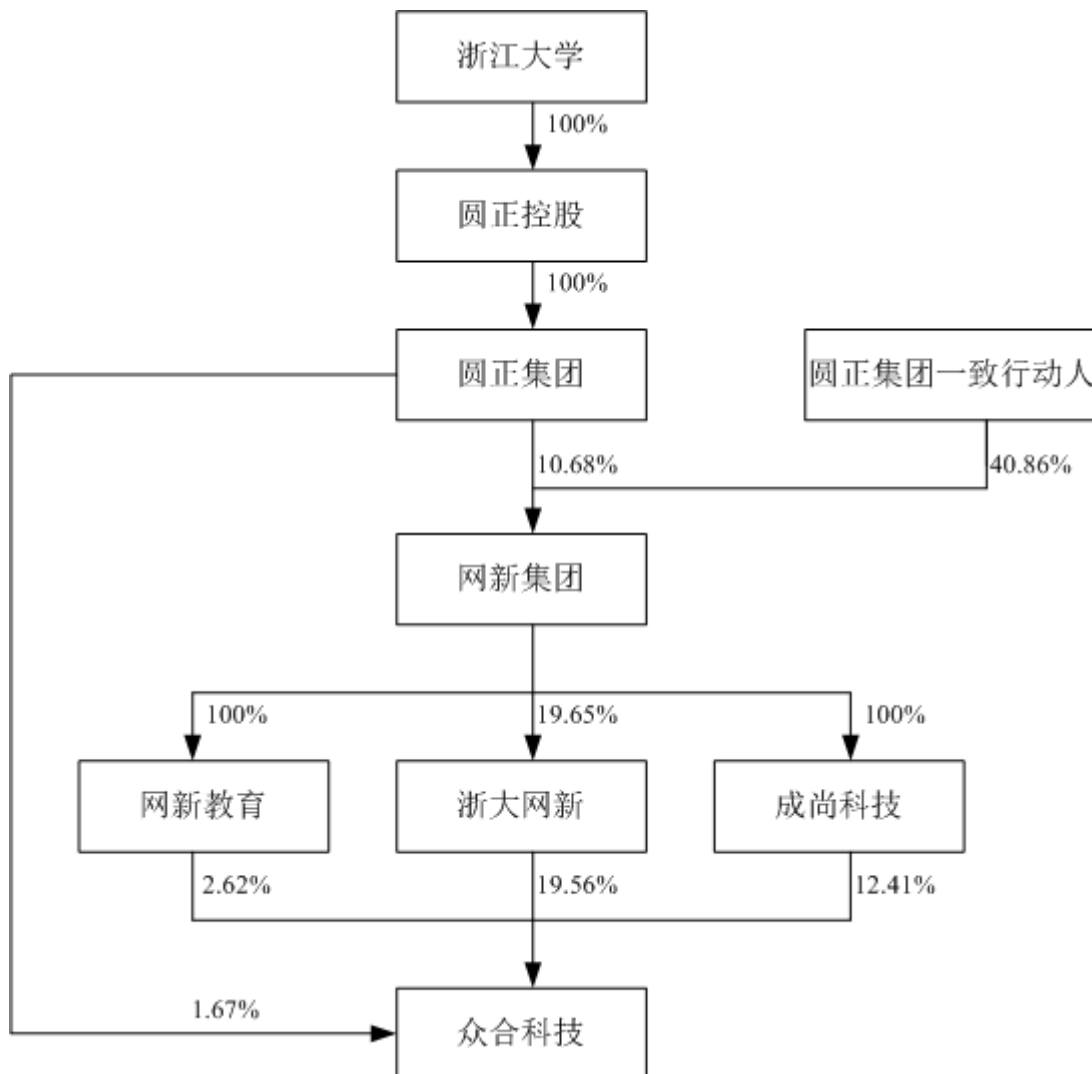 浙江大学
100%
圆正控股
100%
圆正集团
圆正集团一致行动人
10.68%
40.86%
网新集团
100%
19.65%
100%
网新教育
浙大网新
成尚科技
2.62%
19.56%
12.41%
1.67%
众合科技